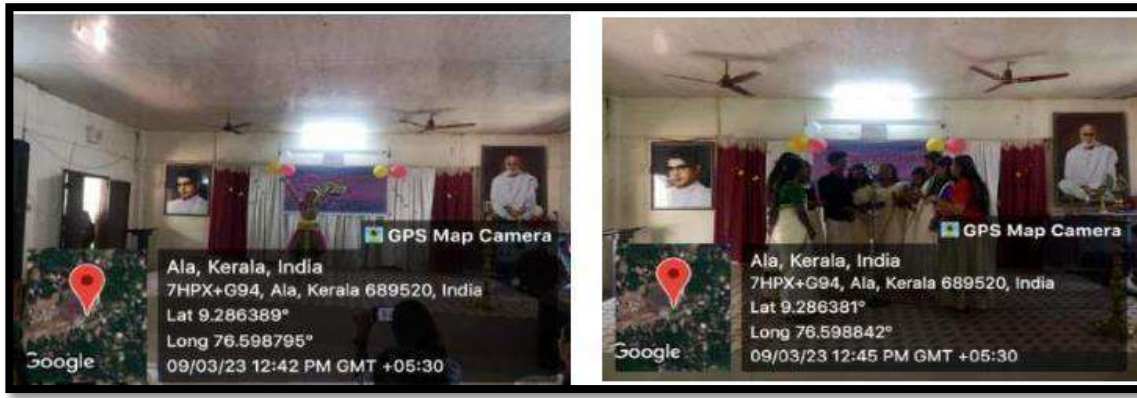 GPS Map Camera
Ala, Kerala, India
7HPX+G94, Ala, Kerala 689520, India
Lat 9.286389°
Long 76.598795°
09/03/23 12:42 PM GMT +05:30
Google
GPS Map Camera
Ala, Kerala, India
7HPX+G94, Ala, Kerala 689520, India
Lat 9.286381°
Long 76.598842°
09/03/23 12:45 PM GMT +05:30
Google